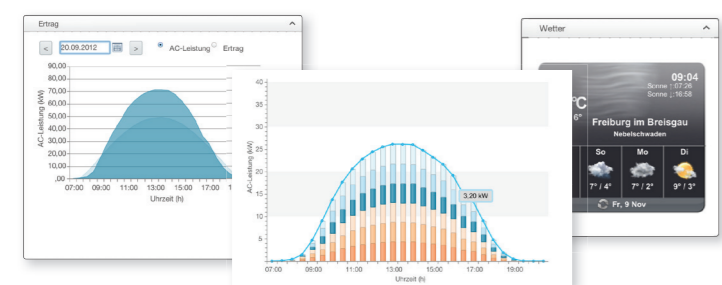 Ertrag
< 20.09.2012 > AC-Leistung Ertrag
90,00
80,00
70,00
60,00
50,00
40,00
30,00
20,00
10,00
,00
AC-Leistung (kW)
07:00 09:00 11:00 13:00 15:00 17:00
Uhrzeit (h)
40
35
30
25
20
15
10
5
AC-Leistung (kW)
3,20 kW
07:00 09:00 11:00 13:00 15:00 17:00 19:00
Uhrzeit (h)
Wetter
09:04
Sonne ↑:07:26
Sonne ↓:16:58
°C
6°
Freiburg im Breisgau
Nebelschwaden
So Mo Di
7° / 4° 7° / 2° 9° / 3°
Fr, 9 Nov